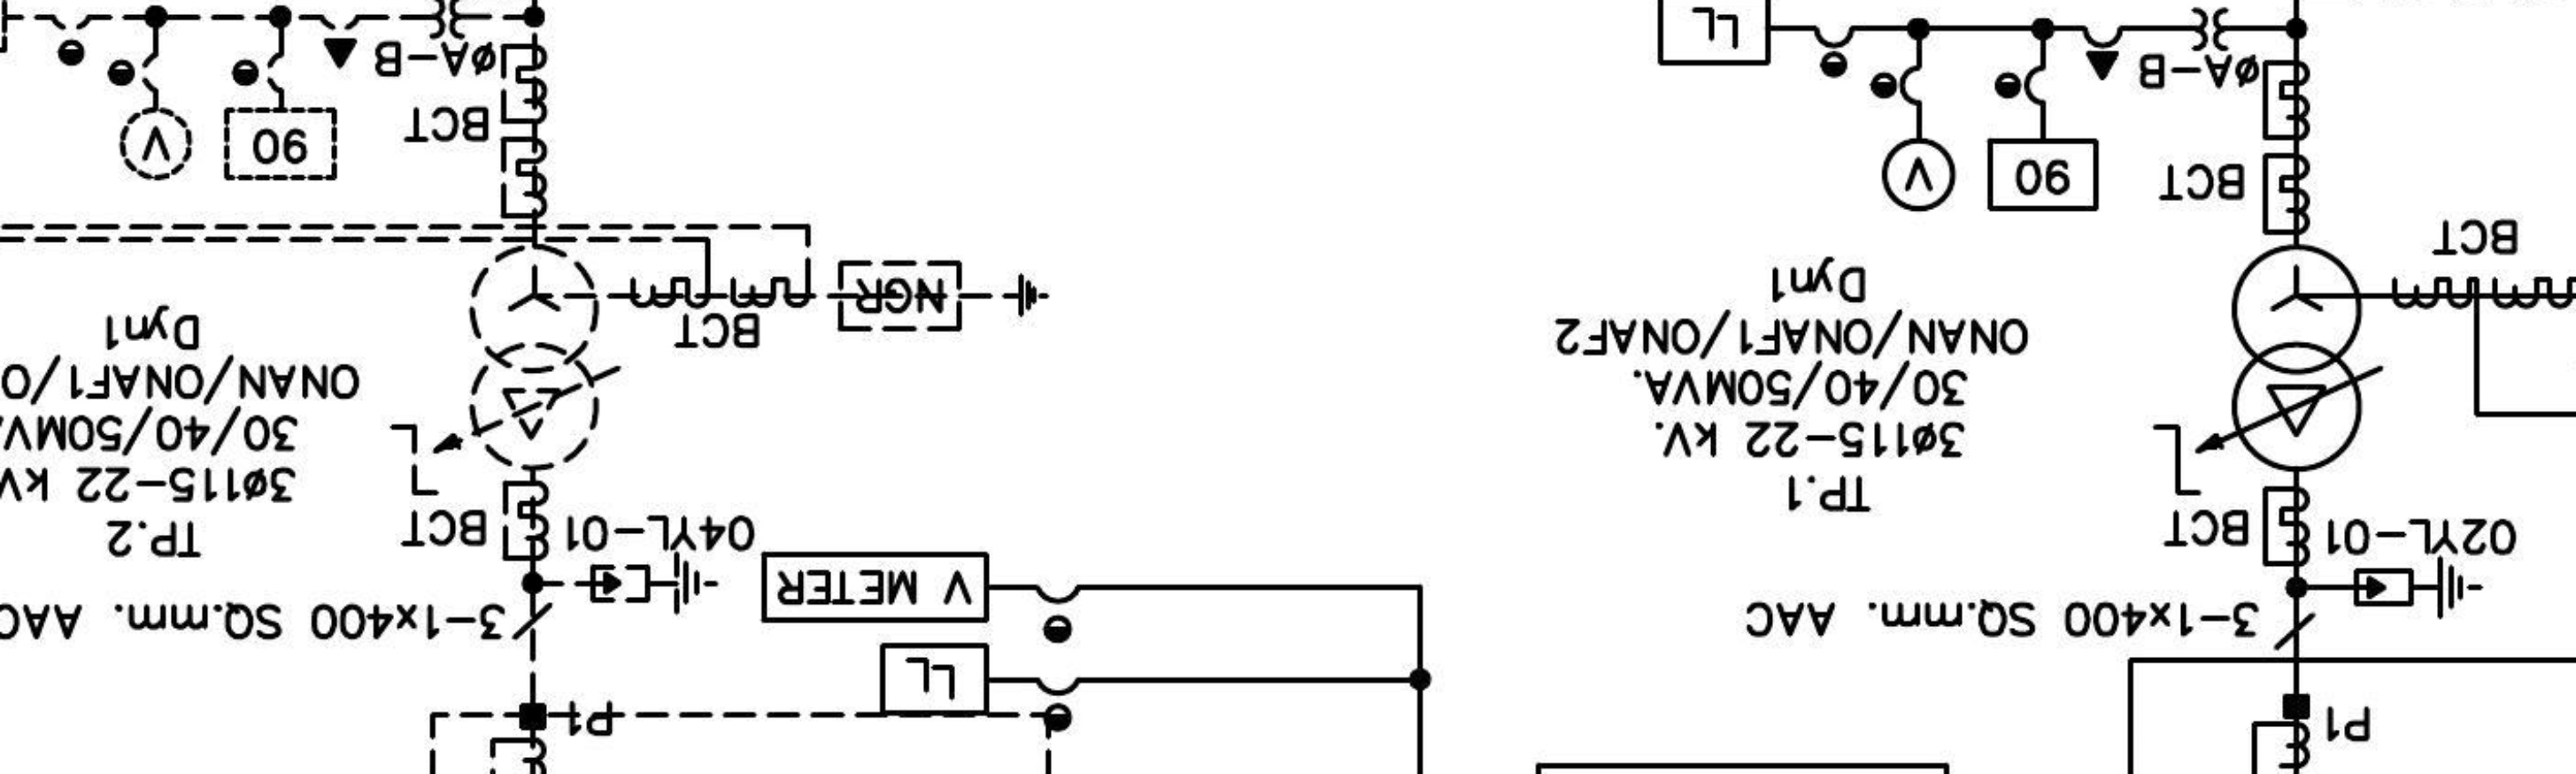 P1
3-1x400 SQ.mm. AAC
02YL-01
BCT
TP.1
3ø115-22 kV.
30/40/50MVA.
ONAN/ONAF1/ONAF2
Dyn1
BCT
BCT
90
V
øA-B
LL
LL
V METER
P1
3-1x400 SQ.mm. AAC
04YL-01
BCT
TP.2
3ø115-22 kV
30/40/50MVA
ONAN/ONAF1/O
Dyn1
NGR
BCT
BCT
90
V
øA-B